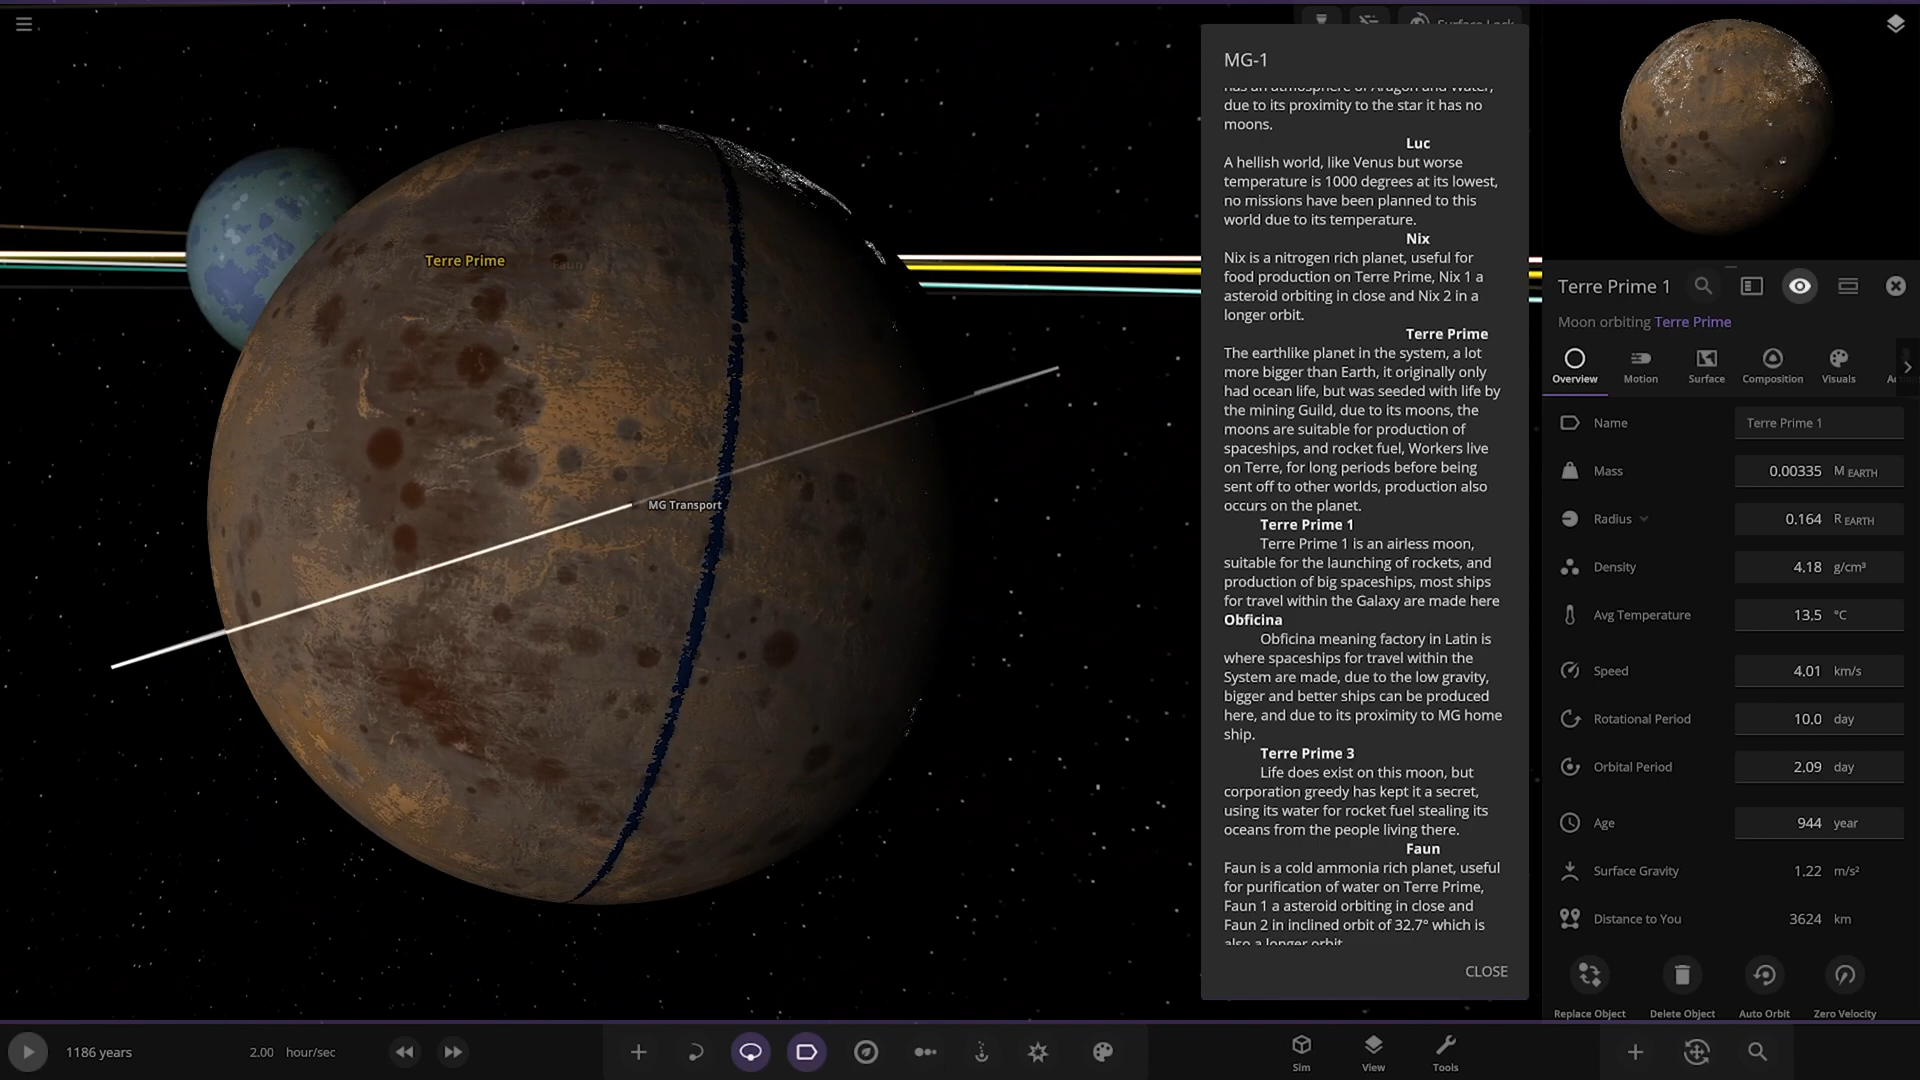 Surface Lock
MG-1
has an atmosphere of Aragon and Water,
due to its proximity to the star it has no
moons.
Luc
A hellish world, like Venus but worse
temperature is 1000 degrees at its lowest,
no missions have been planned to this
world due to its temperature.
Nix
Nix is a nitrogen rich planet, useful for
food production on Terre Prime, Nix 1 a
asteroid orbiting in close and Nix 2 in a
longer orbit.
Terre Prime
The earthlike planet in the system, a lot
more bigger than Earth, it originally only
had ocean life, but was seeded with life by
the mining Guild, due to its moons, the
moons are suitable for production of
spaceships, and rocket fuel, Workers live
on Terre, for long periods before being
sent off to other worlds, production also
occurs on the planet.
Terre Prime 1
Terre Prime 1 is an airless moon,
suitable for the launching of rockets, and
production of big spaceships, most ships
for travel within the Galaxy are made here
Obficina
Obficina meaning factory in Latin is
where spaceships for travel within the
System are made, due to the low gravity,
bigger and better ships can be produced
here, and due to its proximity to MG home
ship.
Terre Prime 3
Life does exist on this moon, but
corporation greedy has kept it a secret,
using its water for rocket fuel stealing its
oceans from the people living there.
Faun
Faun is a cold ammonia rich planet, useful
for purification of water on Terre Prime,
Faun 1 a asteroid orbiting in close and
Faun 2 in inclined orbit of 32.7° which is
also a longer orbit
CLOSE
Terre Prime
Faun
MG Transport
Terre Prime 1
Moon orbiting Terre Prime
Overview Motion Surface Composition Visuals
Name Terre Prime 1
Mass 0.00335 M EARTH
Radius 0.164 R EARTH
Density 4.18 g/cm³
Avg Temperature 13.5 °C
Speed 4.01 km/s
Rotational Period 10.0 day
Orbital Period 2.09 day
Age 944 year
Surface Gravity 1.22 m/s²
Distance to You 3624 km
Replace Object Delete Object Auto Orbit Zero Velocity
1186 years 2.00 hour/sec
Sim View Tools